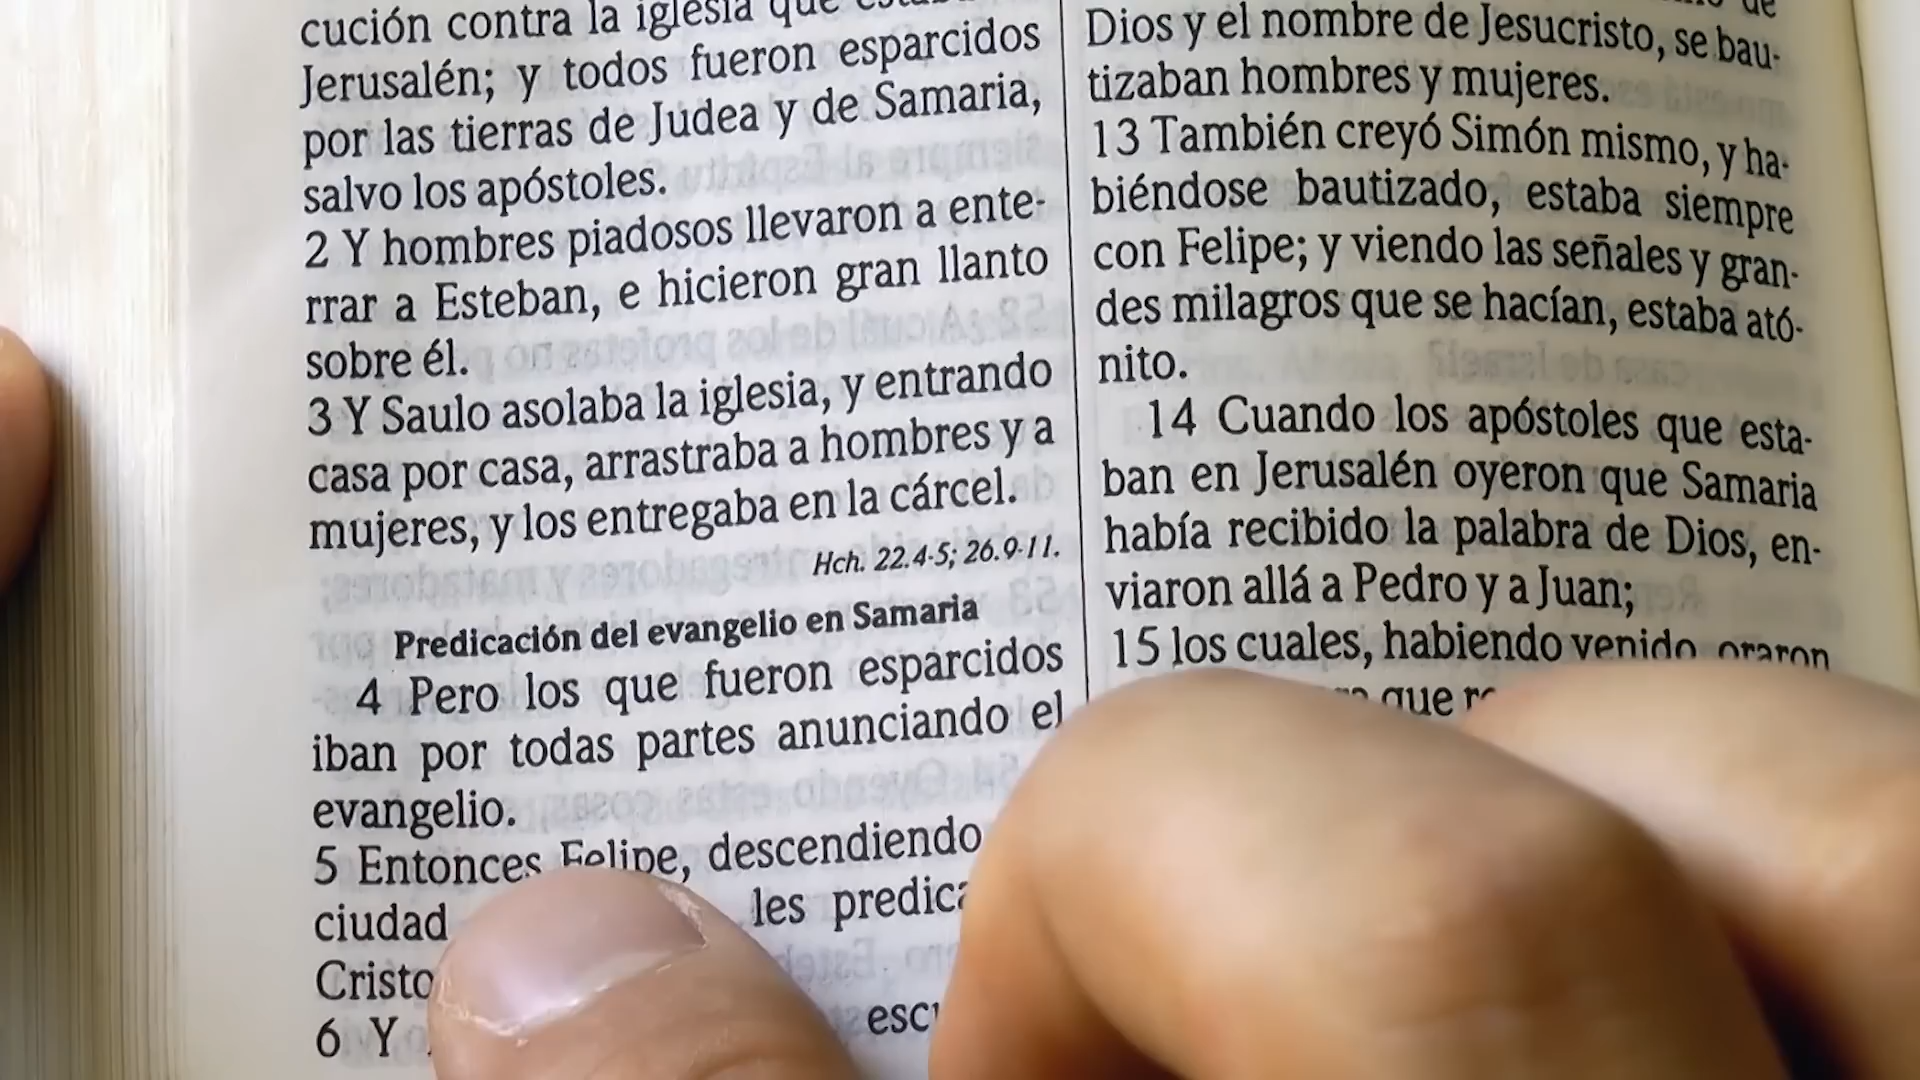 cución contra la iglesia que
Jerusalén; y todos fueron esparcidos
por las tierras de Judea y de Samaria,
salvo los apóstoles.
2 Y hombres piadosos llevaron a ente-
rrar a Esteban, e hicieron gran llanto
sobre él.
3 Y Saulo asolaba la iglesia, y entrando
casa por casa, arrastraba a hombres y a
mujeres, y los entregaba en la cárcel.
Hch. 22.4-5; 26.9-11.
Predicación del evangelio en Samaria
4 Pero los que fueron esparcidos
iban por todas partes anunciando el
evangelio.
5 Entonces Felipe, descendiendo
ciudad les
Cristo
6 Y
de
Dios y el nombre de Jesucristo, se bau-
tizaban hombres y mujeres.
13 También creyó Simón mismo, y ha-
biéndose bautizado, estaba siempre
con Felipe; y viendo las señales y gran-
des milagros que se hacían, estaba ató-
nito.
14 Cuando los apóstoles que esta-
ban en Jerusalén oyeron que Samaria
había recibido la palabra de Dios, en-
viaron allá a Pedro y a Juan;
15 los cuales, habiendo venido, oraron
que